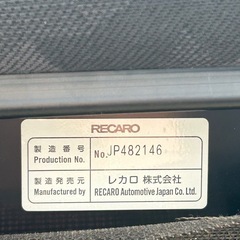 RECARO
製造番号
Production No.
No. JP482146
製造発売元
Manufactured by
レカロ 株式会社
RECARO Automotive Japan Co. Ltd.